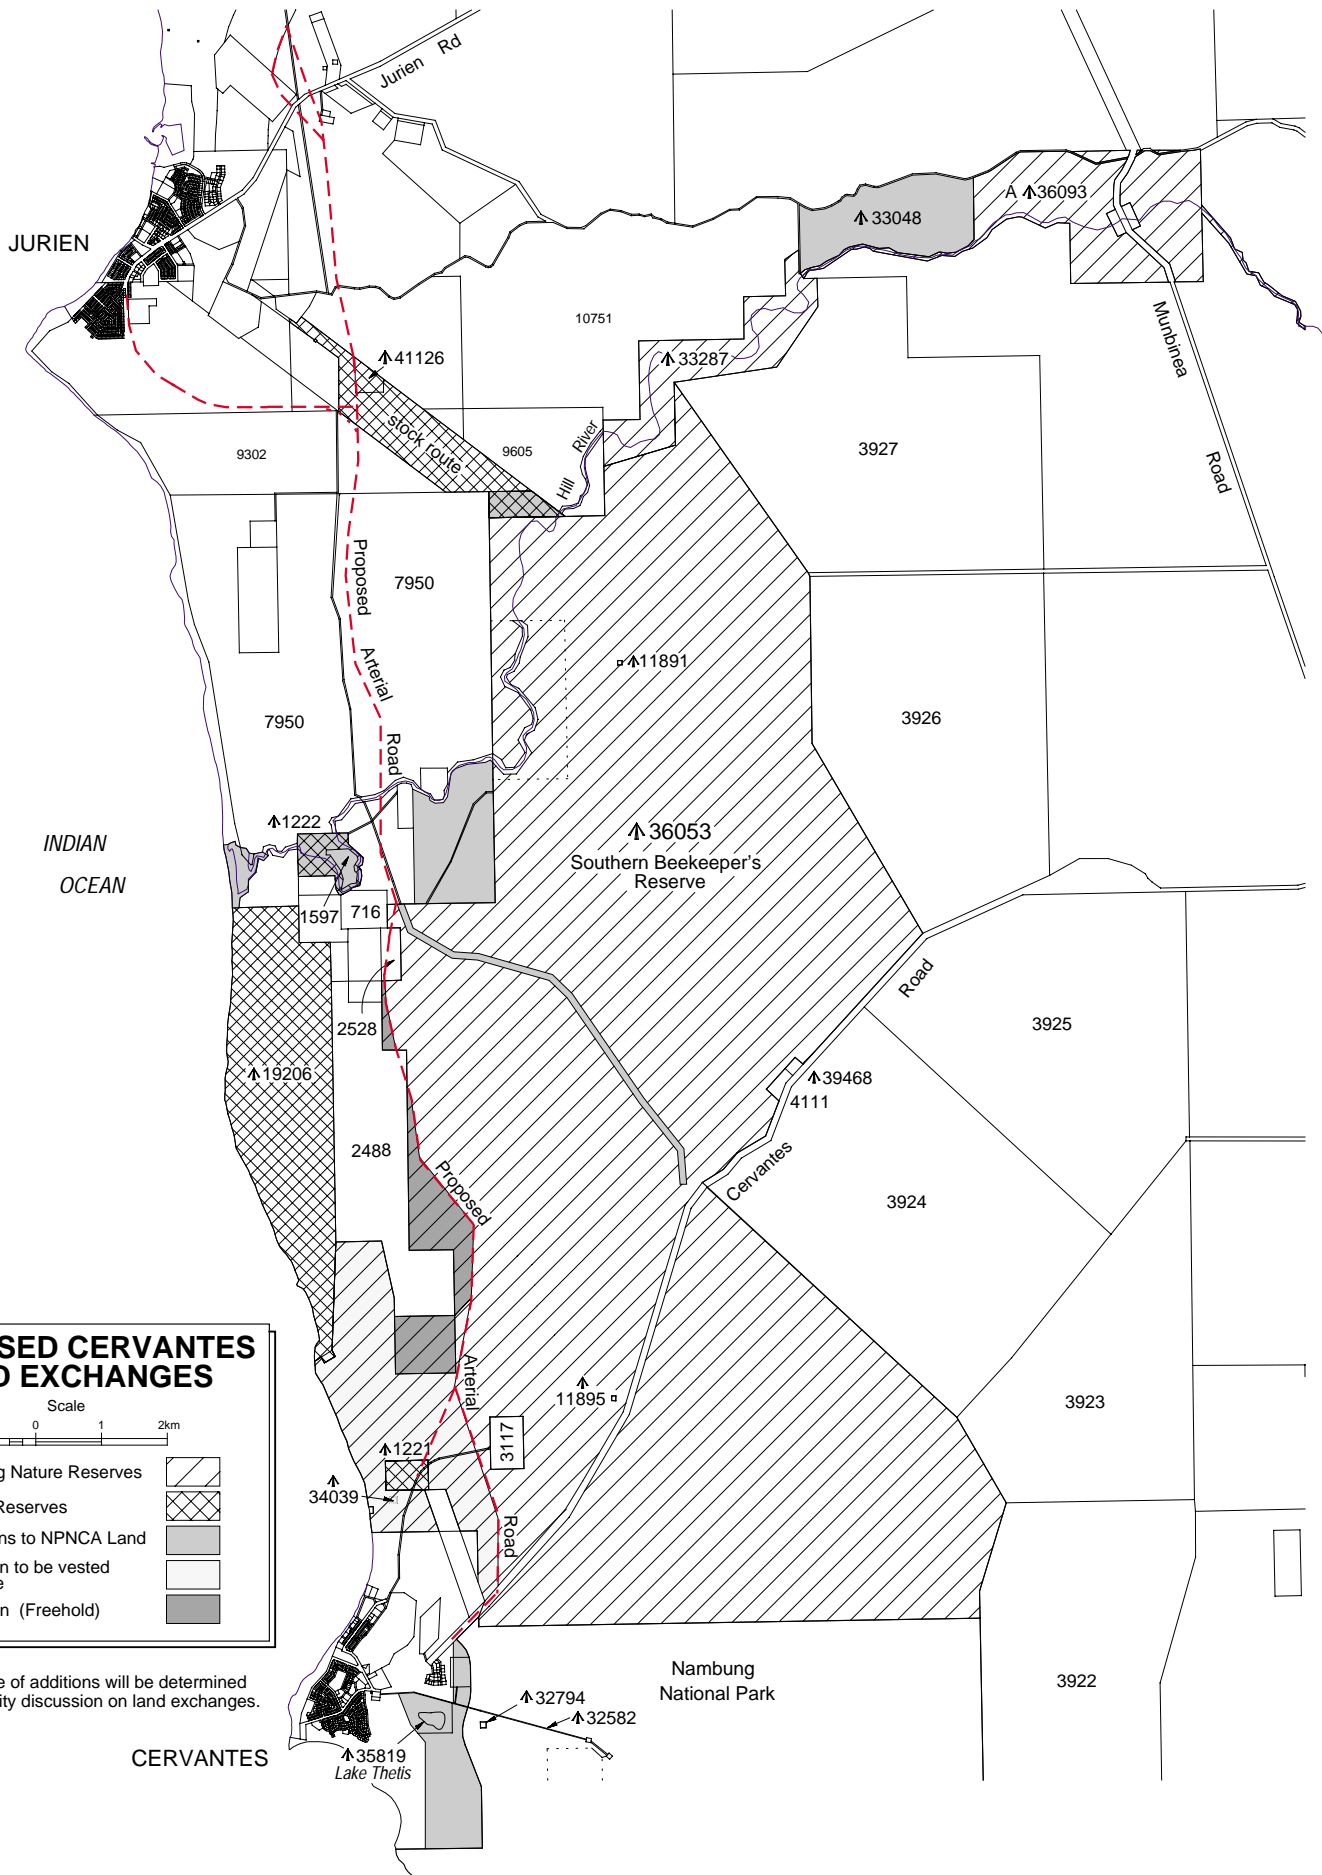 Jurien Rd
A 36093
33048
JURIEN
10751
Munbinea
Road
41126
33287
stock route
9302
9605
Hill River
3927
Proposed
Arterial
Road
7950
11891
7950
3926
1222
36053
Southern Beekeeper's
Reserve
INDIAN
OCEAN
1597
716
Road
2528
3925
19206
39468
4111
2488
Cervantes
Proposed
Arterial
Road
3924
SED CERVANTES
D EXCHANGES
Scale
0 1 2km
g Nature Reserves
Reserves
ns to NPNCA Land
n to be vested
e
n (Freehold)
11895
3923
1221
3117
34039
e of additions will be determined
ity discussion on land exchanges.
Nambung
National Park
3922
32794
32582
CERVANTES
35819
Lake Thetis